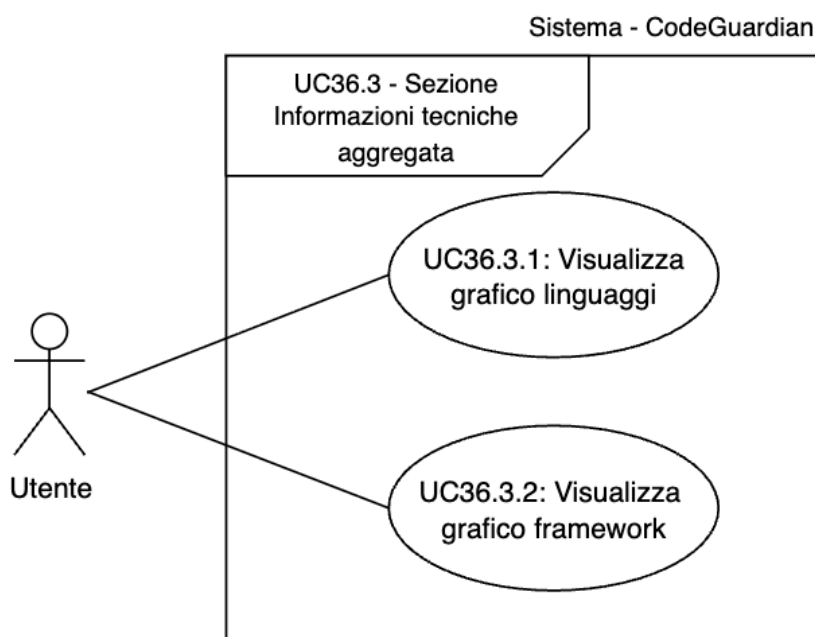 Sistema - CodeGuardian
UC36.3 - Sezione
Informazioni tecniche
aggregata
UC36.3.1: Visualizza
grafico linguaggi
Utente
UC36.3.2: Visualizza
grafico framework